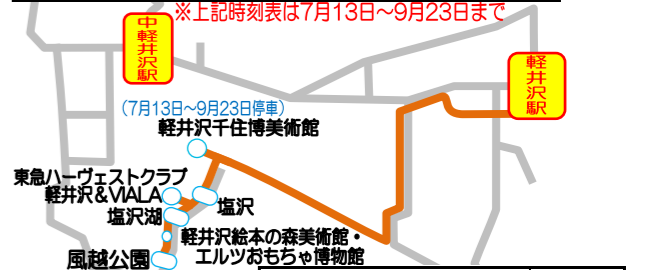 ※上記時刻表は7月13日～9月23日まで
中軽井沢駅
軽井沢駅
（7月13日～9月23日停車）
軽井沢千住博美術館
東急ハーヴェストクラブ
軽井沢＆VIALA
塩沢
塩沢湖
軽井沢絵本の森美術館・
エルツおもちゃ博物館
風越公園